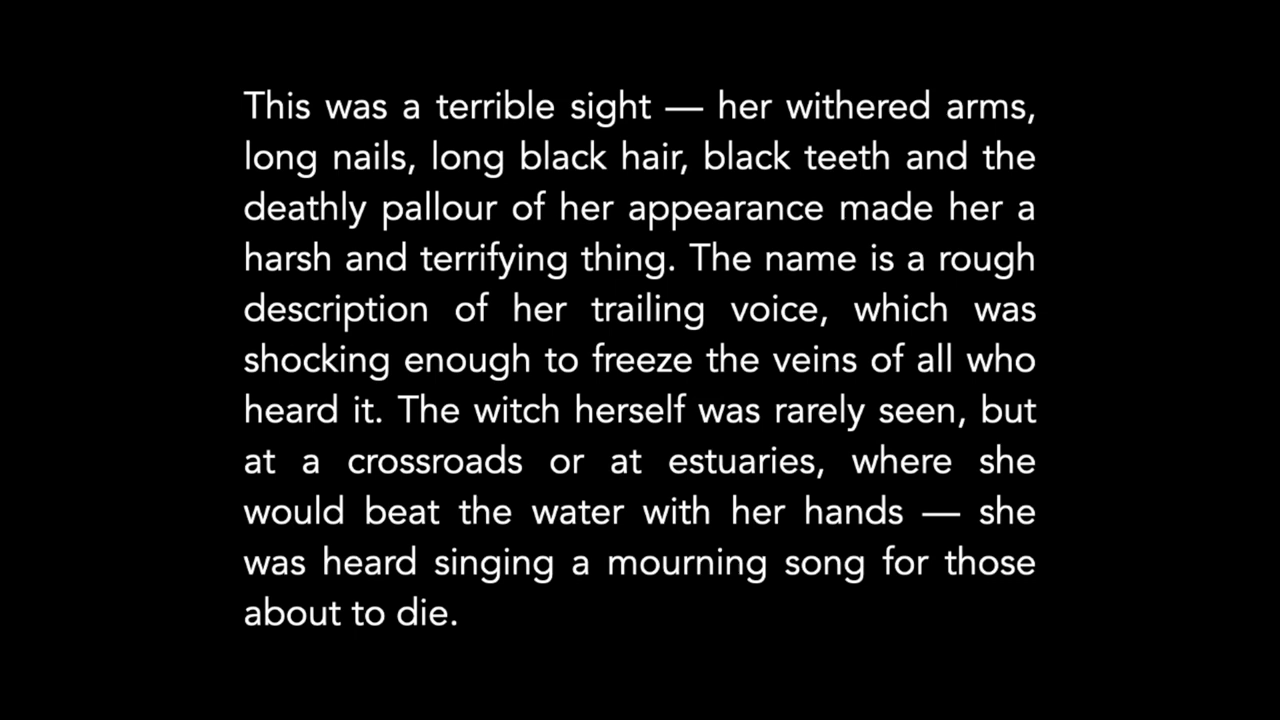 This was a terrible sight — her withered arms,
long nails, long black hair, black teeth and the
deathly pallour of her appearance made her a
harsh and terrifying thing. The name is a rough
description of her trailing voice, which was
shocking enough to freeze the veins of all who
heard it. The witch herself was rarely seen, but
at a crossroads or at estuaries, where she
would beat the water with her hands — she
was heard singing a mourning song for those
about to die.